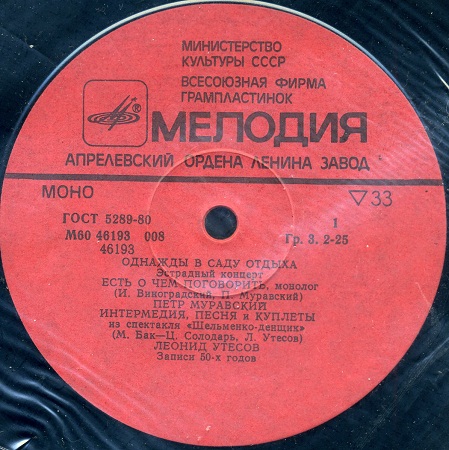 МИНИСТЕРСТВО
КУЛЬТУРЫ СССР
ВСЕСОЮЗНАЯ ФИРМА
ГРАМПЛАСТИНОК
® МЕЛОДИЯ
АПРЕЛЕВСКИЙ ОРДЕНА ЛЕНИНА ЗАВОД
МОНО ▽33
ГОСТ 5289-80 1
М60 46193 008 Гр. 3. 2-25
46193
ОДНАЖДЫ В САДУ ОТДЫХА
Эстрадный концерт
ЕСТЬ О ЧЕМ ПОГОВОРИТЬ, монолог
(И. Виноградский, П. Муравский)
ПЕТР МУРАВСКИЙ
ИНТЕРМЕДИЯ, ПЕСНЯ и КУПЛЕТЫ
из спектакля «Шельменко-денщик»
(М. Бак—Ц. Солодарь, Л. Утесов)
ЛЕОНИД УТЕСОВ
Записи 50-х годов